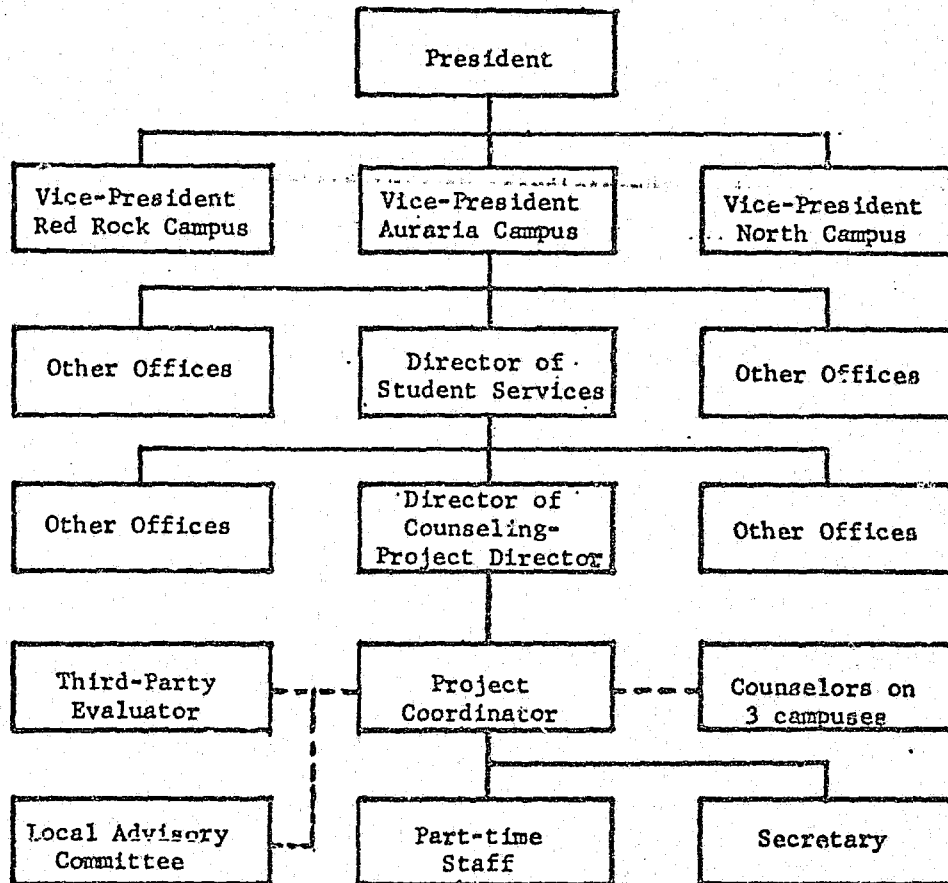 President
Vice-President
Red Rock Campus
Vice-President
Auraria Campus
Vice-President
North Campus
Other Offices
Director of
Student Services
Other Offices
Other Offices
Director of
Counseling-
Project Director
Other Offices
Third-Party
Evaluator
Project
Coordinator
Counselors on
3 campuses
Local Advisory
Committee
Part-time
Staff
Secretary